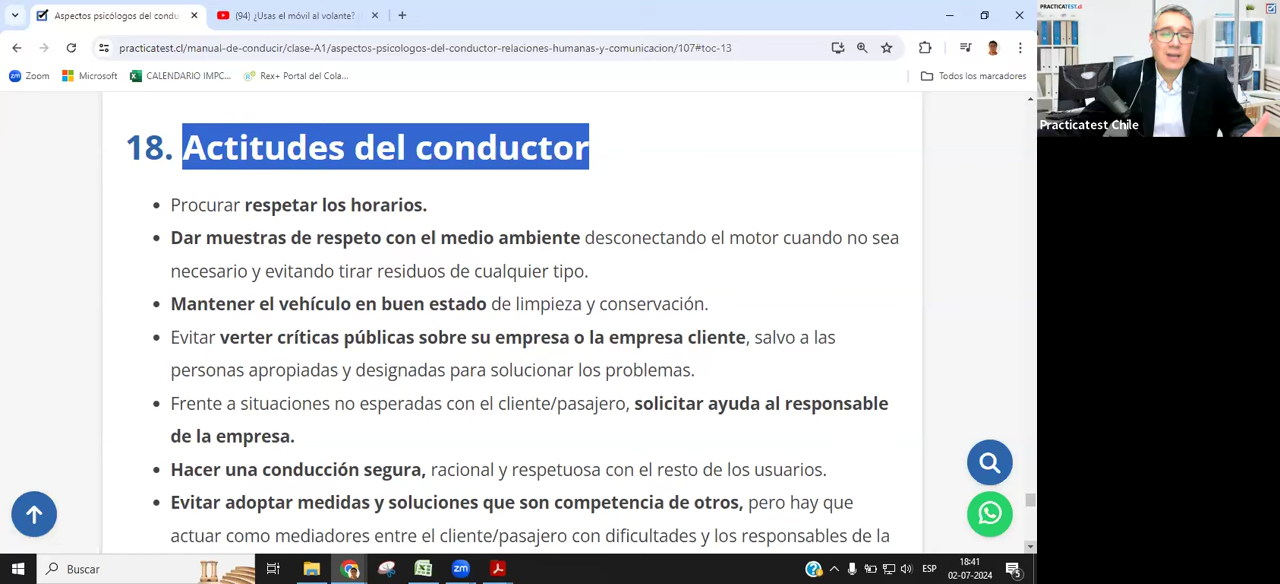 Aspectos psicólogos del condu.
(94) ¿Usas el móvil al volante?
practicatest.cl/manual-de-conducir/clase-A1/aspectos-psicologos-del-conductor-relaciones-humanas-y-comunicacion/107#toc-13
Zoom
Microsoft
CALENDARIO IMPC...
Rex+ Portal del Cola...
Todos los marcadores
PRACTICATEST.cl
Practicatest Chile
18. Actitudes del conductor
• Procurar respetar los horarios.
• Dar muestras de respeto con el medio ambiente desconectando el motor cuando no sea
necesario y evitando tirar residuos de cualquier tipo.
• Mantener el vehículo en buen estado de limpieza y conservación.
• Evitar verter críticas públicas sobre su empresa o la empresa cliente, salvo a las
personas apropiadas y designadas para solucionar los problemas.
• Frente a situaciones no esperadas con el cliente/pasajero, solicitar ayuda al responsable
de la empresa.
• Hacer una conducción segura, racional y respetuosa con el resto de los usuarios.
• Evitar adoptar medidas y soluciones que son competencia de otros, pero hay que
actuar como mediadores entre el cliente/pasajero con dificultades y los responsables de la
Buscar
ESP
18:41
02-07-2024
5